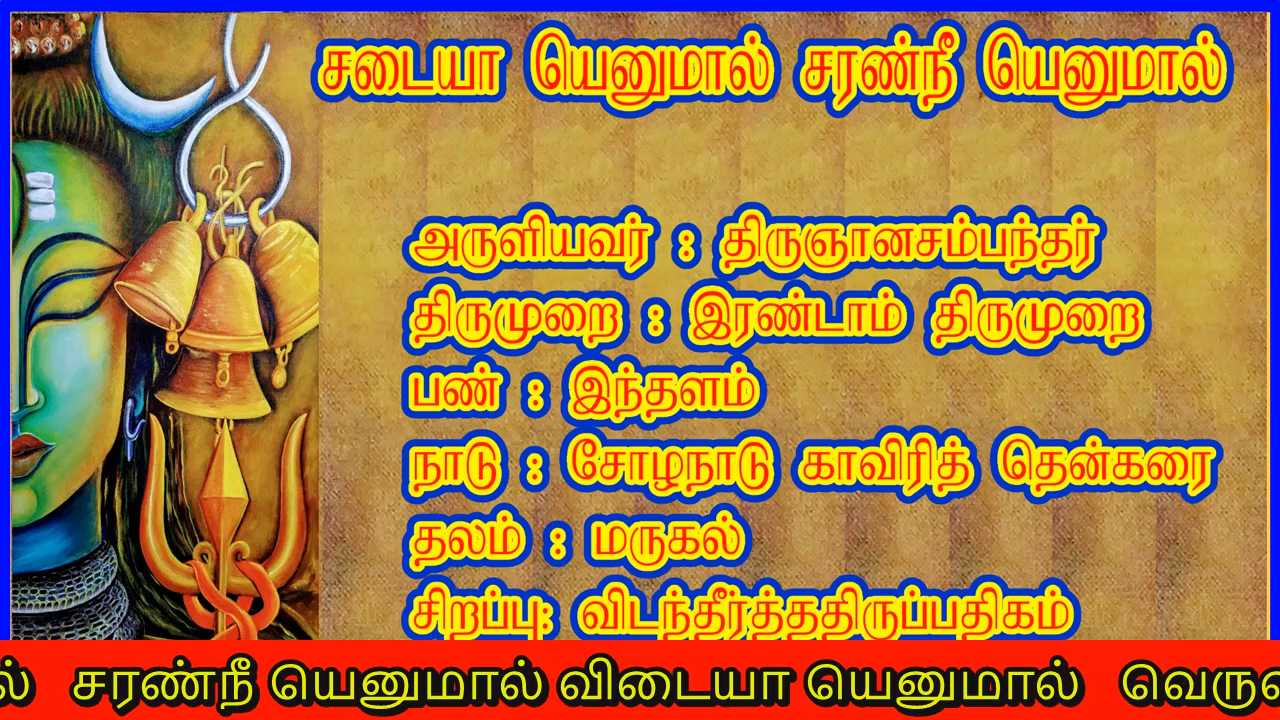 சடையா யெனுமால் சரண்நீ யெனுமால்
அருளியவர் : திருஞானசம்பந்தர்
திருமுறை : இரண்டாம் திருமுறை
பண் : இந்தளம்
நாடு : சோழநாடு காவிரித் தென்கரை
தலம் : மருகல்
சிறப்பு: விடந்தீர்த்ததிருப்பதிகம்
சரண்நீ யெனுமால் விடையா யெனுமால்